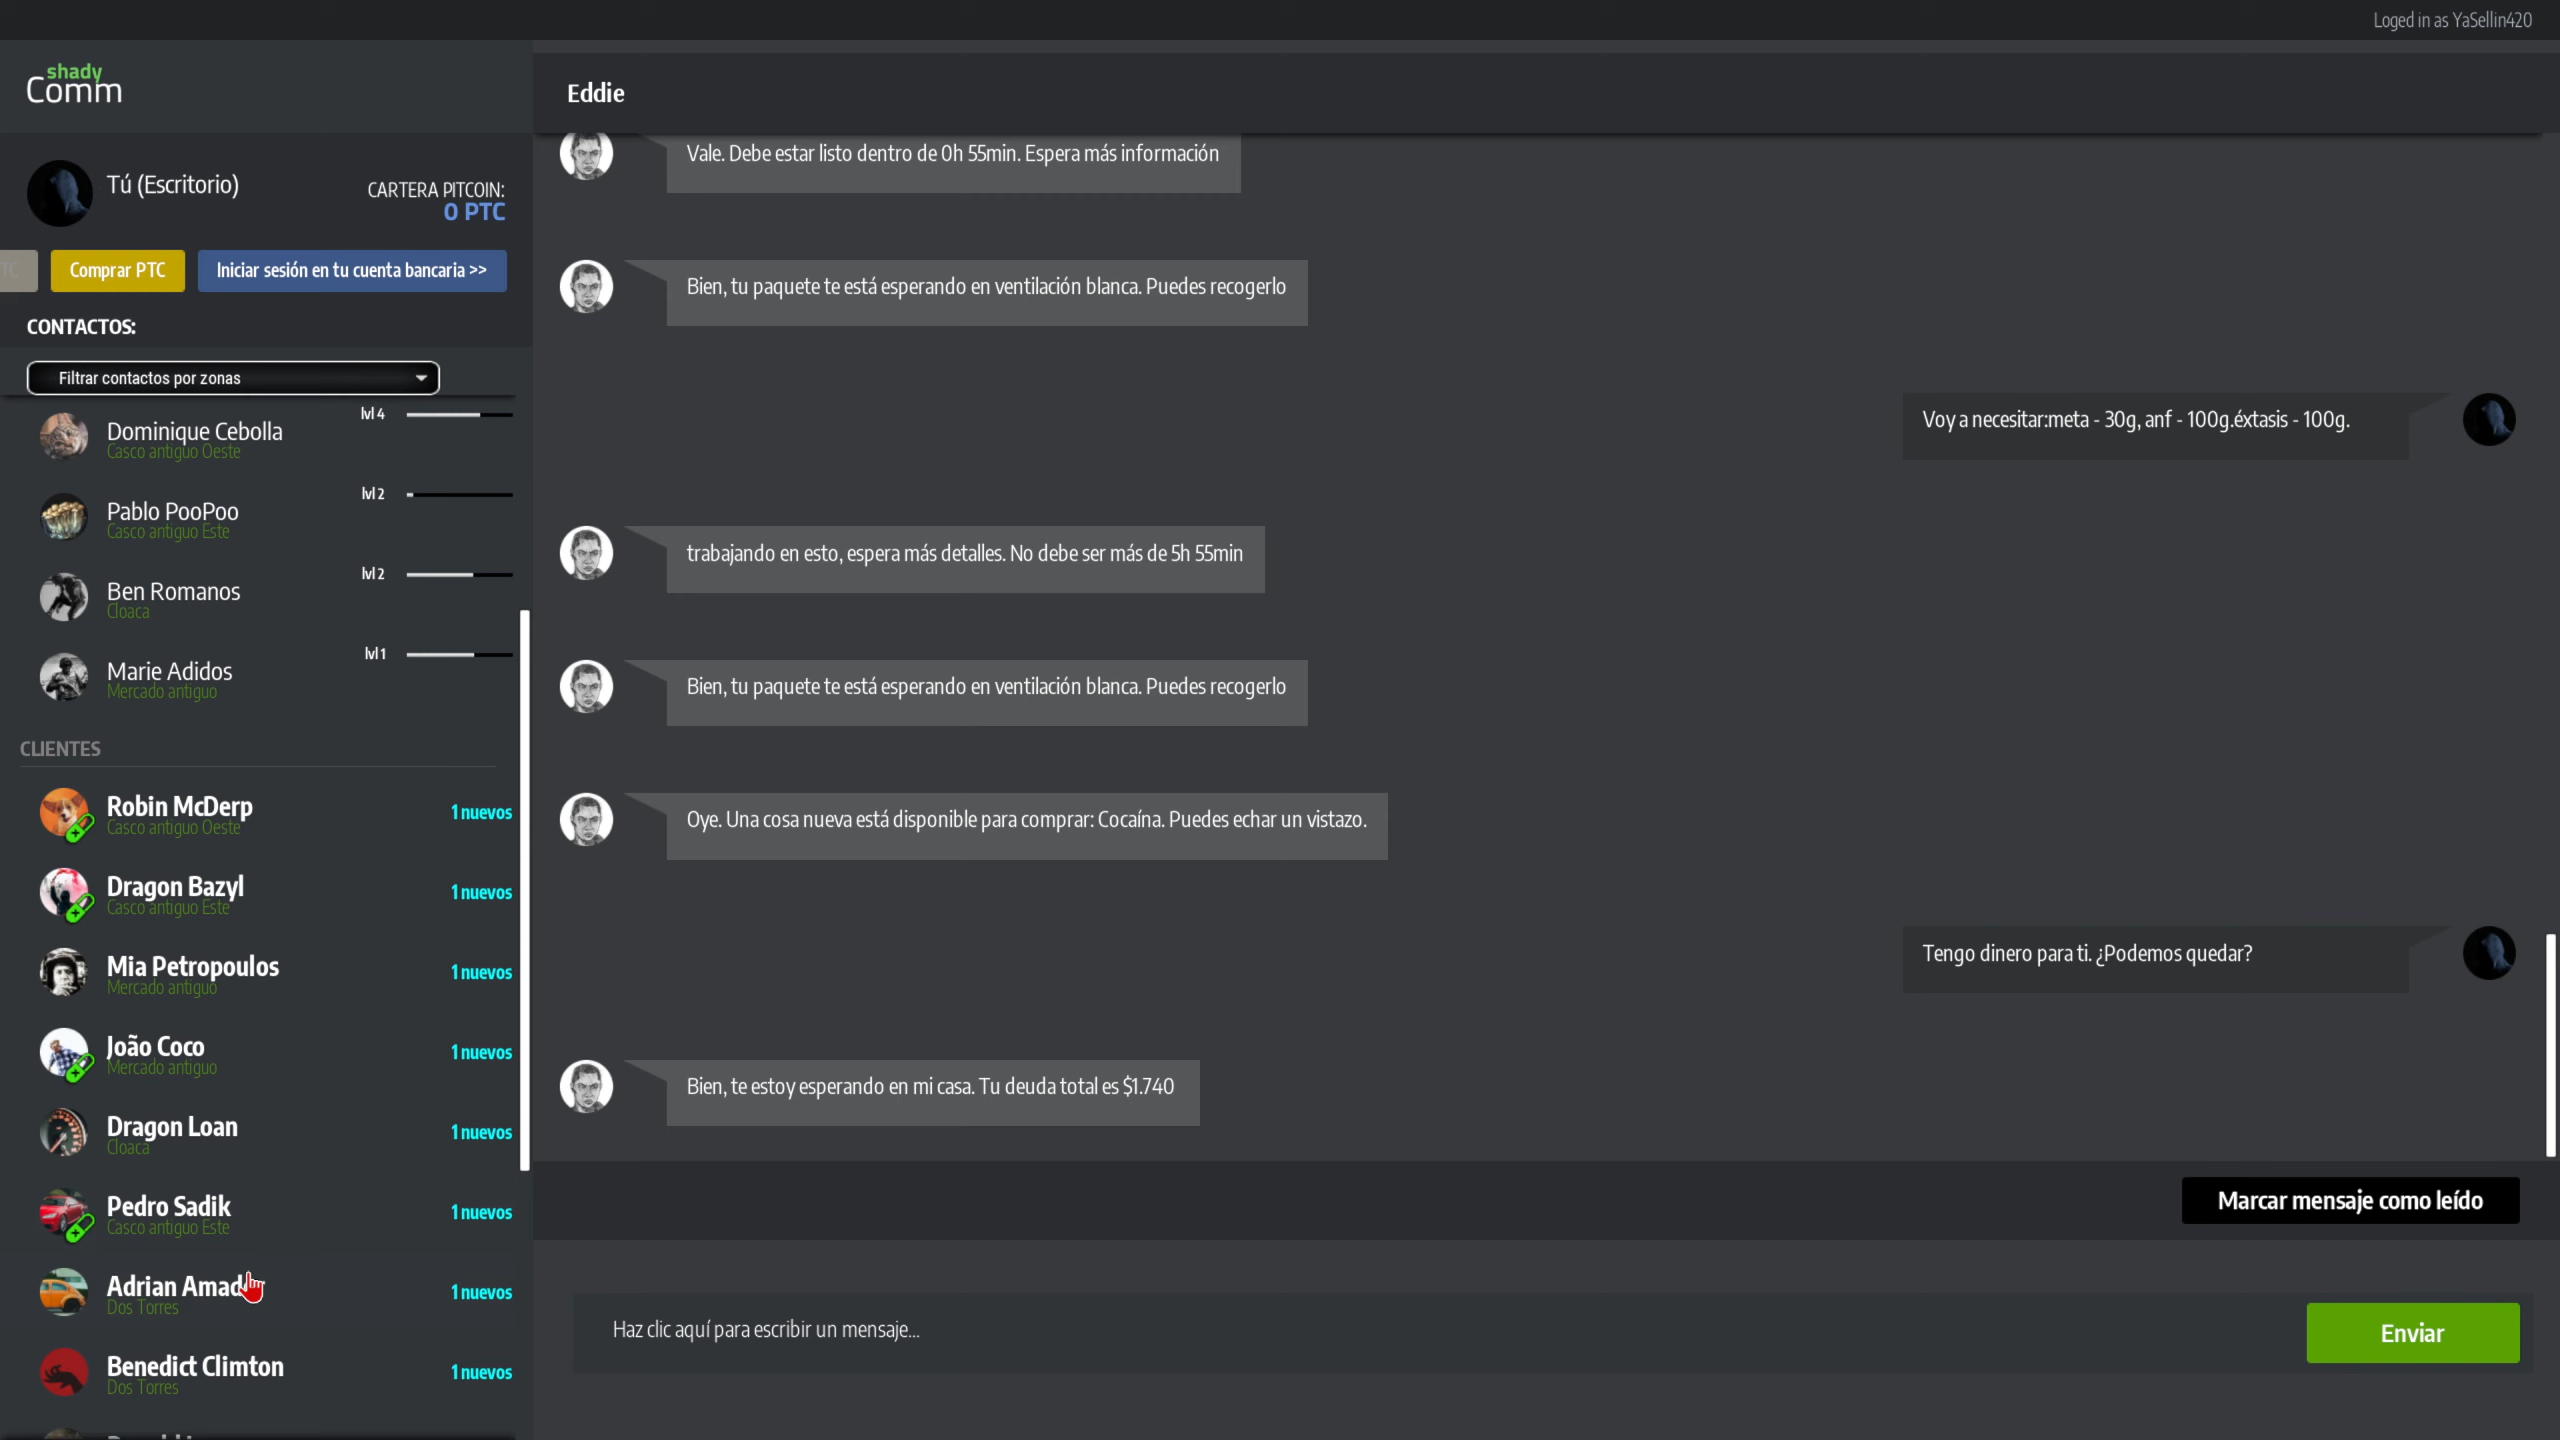 Loged in as YaSellin420
shady
Comm
Tú (Escritorio)
CARTERA PITCOIN:
0 PTC
TC
Comprar PTC
Iniciar sesión en tu cuenta bancaria >>
CONTACTOS:
Filtrar contactos por zonas
Dominique Cebolla
Casco antiguo Oeste
lvl 4
Pablo PooPoo
Casco antiguo Este
lvl 2
Ben Romanos
Cloaca
lvl 2
Marie Adidos
Mercado antiguo
lvl 1
CLIENTES
Robin McDerp
Casco antiguo Oeste
1 nuevos
Dragon Bazyl
Casco antiguo Este
1 nuevos
Mia Petropoulos
Mercado antiguo
1 nuevos
João Coco
Mercado antiguo
1 nuevos
Dragon Loan
Cloaca
1 nuevos
Pedro Sadik
Casco antiguo Este
1 nuevos
Adrian
Dos Torres
1 nuevos
Benedict Climton
Dos Torres
1 nuevos
Eddie
Vale. Debe estar listo dentro de 0h 55min. Espera más información
Bien, tu paquete te está esperando en ventilación blanca. Puedes recogerlo
Voy a necesitar:meta - 30g, anf - 100g.éxtasis - 100g.
trabajando en esto, espera más detalles. No debe ser más de 5h 55min
Bien, tu paquete te está esperando en ventilación blanca. Puedes recogerlo
Oye. Una cosa nueva está disponible para comprar: Cocaína. Puedes echar un vistazo.
Tengo dinero para ti. ¿Podemos quedar?
Bien, te estoy esperando en mi casa. Tu deuda total es $1.740
Marcar mensaje como leído
Haz clic aquí para escribir un mensaje...
Enviar